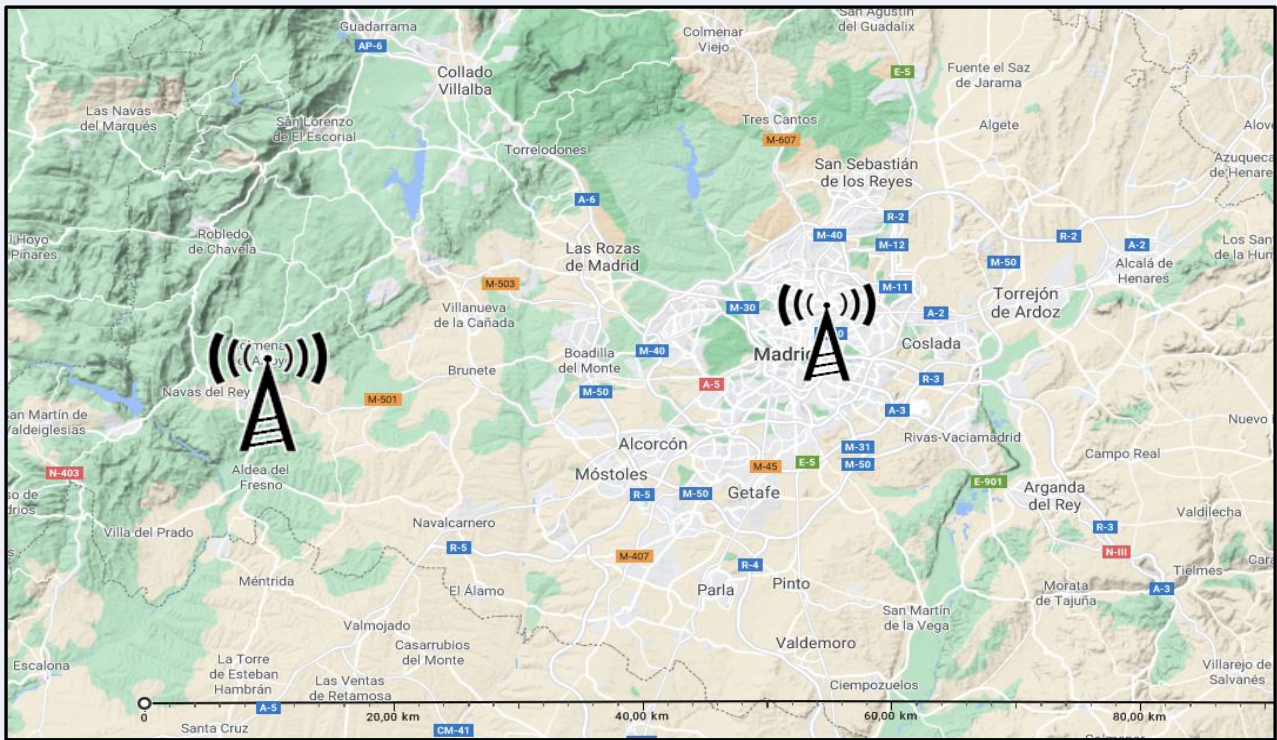 Guadarrama
AP-6
Collado
Villalba
Colmenar
Viejo
San Agustín
del Guadalix
E-5
Fuente el Saz
de Jarama
Las Navas
del Marqués
San Lorenzo
de El Escorial
Torrelodones
Tres Cantos
M-607
Algete
San Sebastián
de los Reyes
Azuqueca
de Henare
A-6
R-2
Robledo
de Chavela
Las Rozas
de Madrid
M-40
M-12
R-2
A-2
M-50
Alcalá de
Henares
Los San
de la Hum
Pinares
M-503
Villanueva
de la Cañada
M-30
M-11
A-2
Torrejón
de Ardoz
Boadilla
del Monte
M-40
Madrid
Coslada
Navas del Rey
Brunete
M-501
M-50
A-5
R-3
A-3
San Martín de
Valdeiglesias
Alcorcón
M-31
M-50
Rivas-Vaciamadrid
Campo Real
N-403
Aldea del
Fresno
Móstoles
M-45
E-5
E-901
R-5
M-50
Getafe
Arganda
del Rey
Valdilecha
Villa del Prado
Navalcarnero
R-5
R-3
N-III
M-407
R-4
Méntrida
El Álamo
Parla
Pinto
Morata
de Tajuña
Tielmes
A-3
San Martín
de la Vega
Valmojado
Casarrubios
del Monte
Valdemoro
Escalona
La Torre
de Esteban
Hambrán
Las Ventas
de Retamosa
Ciempozuelos
Villarejo de
Salvanés
A-5
0
20,00 km
40,00 km
60,00 km
80,00 km
Santa Cruz
CM-41